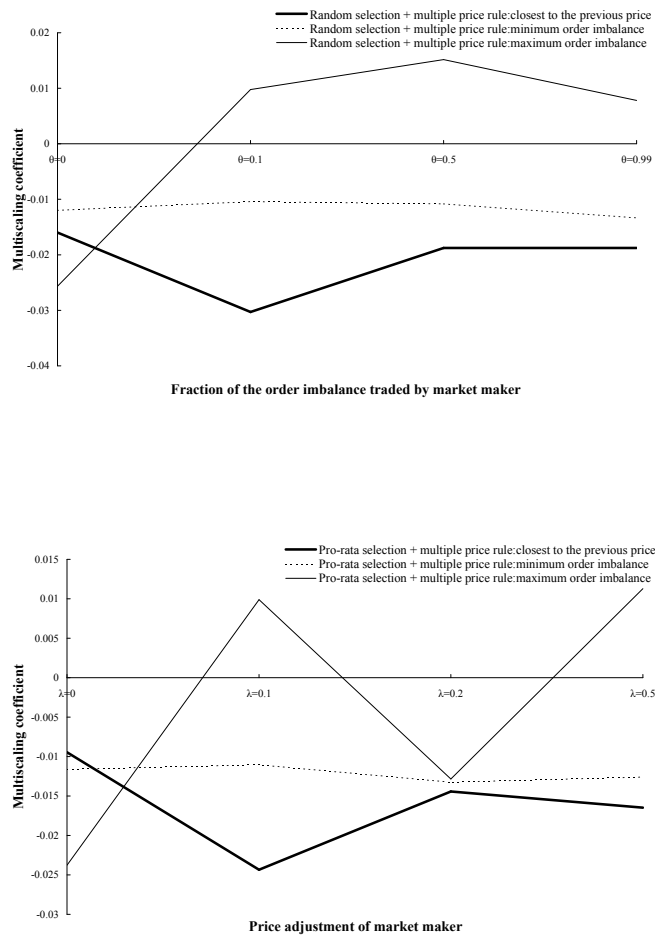 Random selection + multiple price rule:closest to the previous price
Random selection + multiple price rule:minimum order imbalance
Random selection + multiple price rule:maximum order imbalance
0.02
0.01
0
-0.01
-0.02
-0.03
-0.04
Multiscaling coefficient
θ=0
θ=0.1
θ=0.5
θ=0.99
Fraction of the order imbalance traded by market maker
Pro-rata selection + multiple price rule:closest to the previous price
Pro-rata selection + multiple price rule:minimum order imbalance
Pro-rata selection + multiple price rule:maximum order imbalance
0.015
0.01
0.005
0
-0.005
-0.01
-0.015
-0.02
-0.025
-0.03
Multiscaling coefficient
λ=0
λ=0.1
λ=0.2
λ=0.5
Price adjustment of market maker